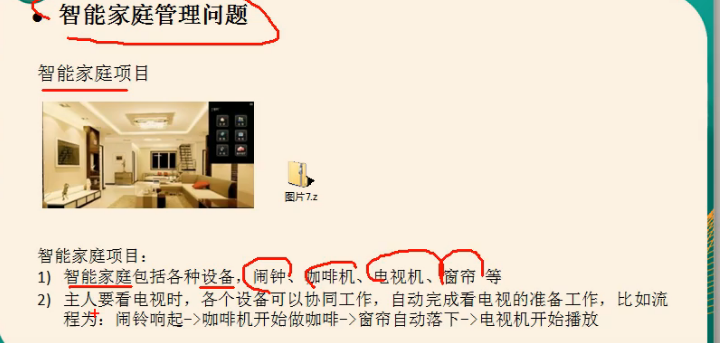 智能家庭管理问题
智能家庭项目
图片7.z
智能家庭项目：
1) 智能家庭包括各种设备，闹钟、咖啡机、电视机、窗帘 等
2) 主人要看电视时，各个设备可以协同工作，自动完成看电视的准备工作，比如流
程为：闹铃响起->咖啡机开始做咖啡->窗帘自动落下->电视机开始播放